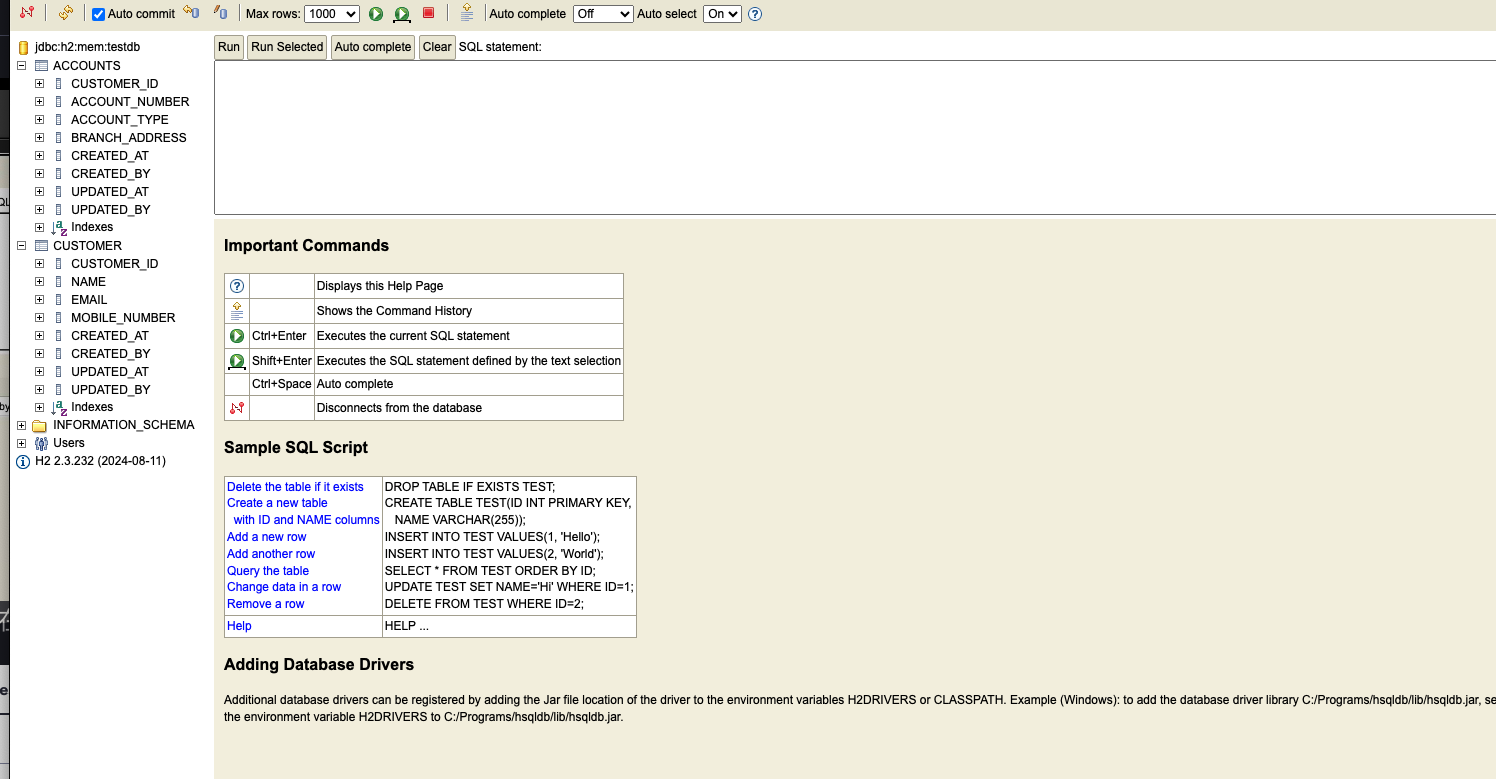 Auto commit Max rows: 1000 Auto complete Off Auto select On
jdbc:h2:mem:testdb
ACCOUNTS
CUSTOMER_ID
ACCOUNT_NUMBER
ACCOUNT_TYPE
BRANCH_ADDRESS
CREATED_AT
CREATED_BY
UPDATED_AT
UPDATED_BY
Indexes
CUSTOMER
CUSTOMER_ID
NAME
EMAIL
MOBILE_NUMBER
CREATED_AT
CREATED_BY
UPDATED_AT
UPDATED_BY
Indexes
INFORMATION_SCHEMA
Users
H2 2.3.232 (2024-08-11)
Run Run Selected Auto complete Clear SQL statement:
Important Commands
Displays this Help Page
Shows the Command History
Ctrl+Enter Executes the current SQL statement
Shift+Enter Executes the SQL statement defined by the text selection
Ctrl+Space Auto complete
Disconnects from the database
Sample SQL Script
Delete the table if it exists DROP TABLE IF EXISTS TEST;
Create a new table CREATE TABLE TEST(ID INT PRIMARY KEY,
with ID and NAME columns NAME VARCHAR(255));
Add a new row INSERT INTO TEST VALUES(1, 'Hello');
Add another row INSERT INTO TEST VALUES(2, 'World');
Query the table SELECT * FROM TEST ORDER BY ID;
Change data in a row UPDATE TEST SET NAME='Hi' WHERE ID=1;
Remove a row DELETE FROM TEST WHERE ID=2;
Help HELP ...
Adding Database Drivers
Additional database drivers can be registered by adding the Jar file location of the driver to the environment variables H2DRIVERS or CLASSPATH. Example (Windows): to add the database driver library C:/Programs/hsqldb/lib/hsqldb.jar, se
the environment variable H2DRIVERS to C:/Programs/hsqldb/lib/hsqldb.jar.